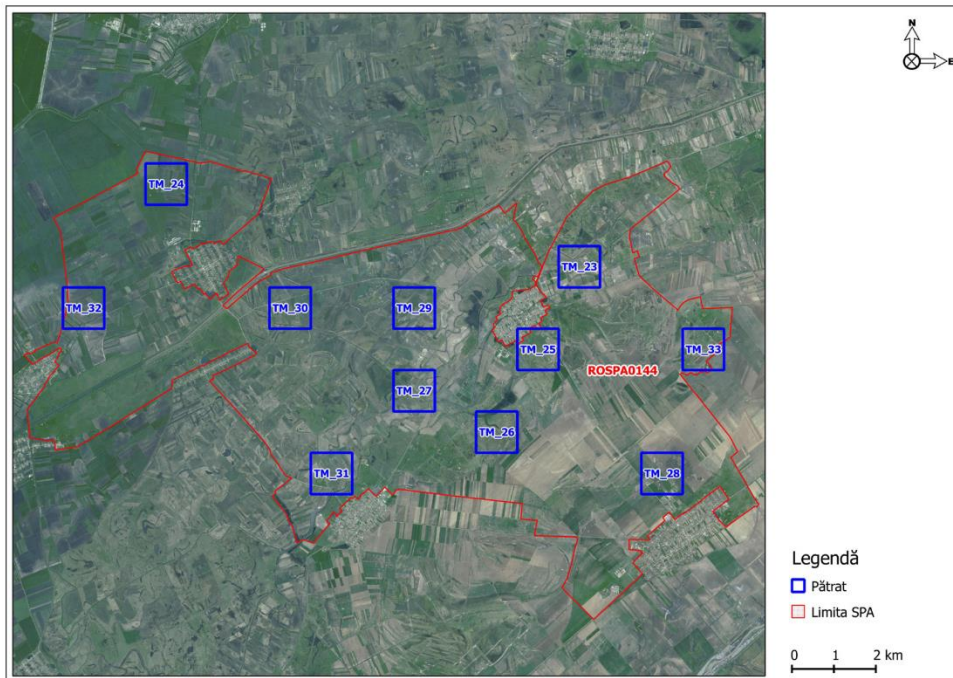 N
E
TM_24
TM_23
TM_32
TM_30
TM_29
TM_25
TM_33
ROSPA0144
TM_27
TM_26
TM_31
TM_28
Legendă
Pătrat
Limita SPA
0 1 2 km